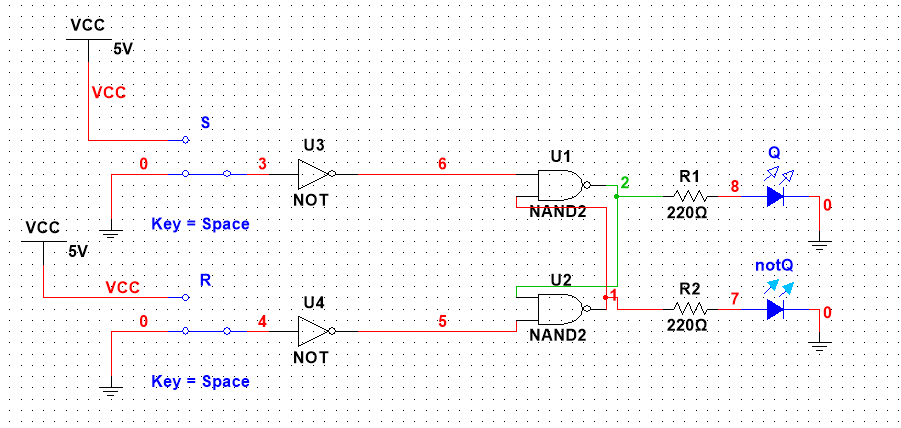 VCC
5V
VCC
S
0
3
U3
NOT
6
U1
NAND2
2
R1
220Ω
8
Q
0
Key = Space
VCC
5V
VCC
R
0
4
U4
NOT
5
U2
NAND2
1
R2
220Ω
7
notQ
0
Key = Space